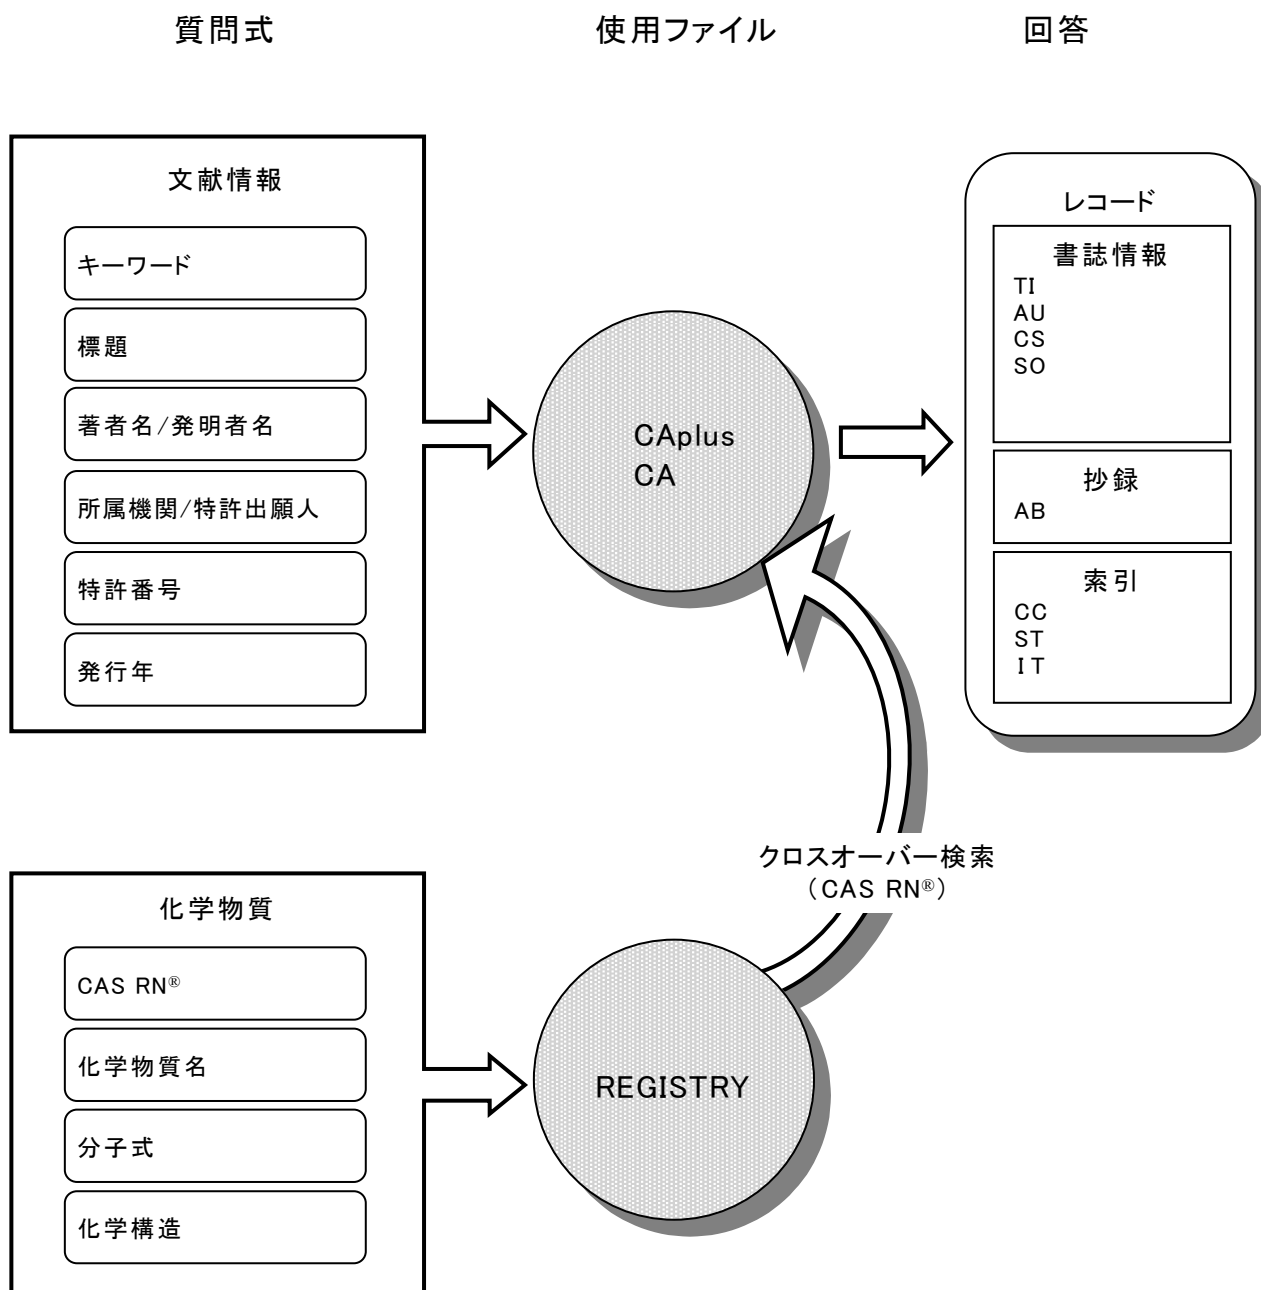 質問式
使用ファイル
回答
文献情報
キーワード
標題
著者名/発明者名
所属機関/特許出願人
特許番号
発行年
CAplus
CA
レコード
書誌情報
TI
AU
CS
SO
抄録
AB
索引
CC
ST
IT
クロスオーバー検索
(CAS RN®)
化学物質
CAS RN®
化学物質名
分子式
化学構造
REGISTRY